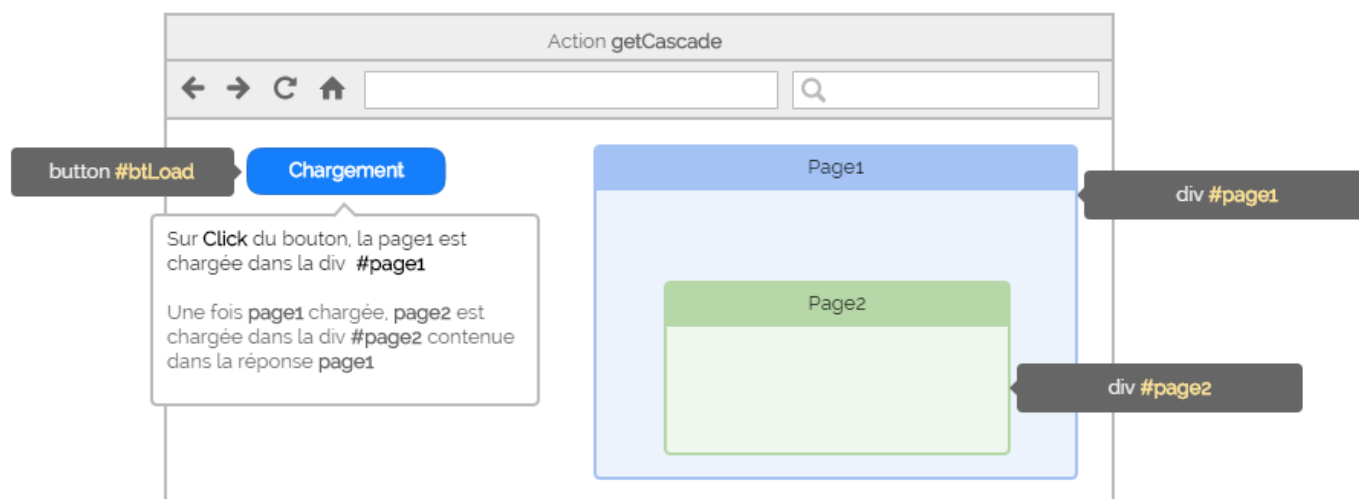 Action getCascade
button #btLoad
Chargement
Sur Click du bouton, la page1 est
chargée dans la div #page1
Une fois page1 chargée, page2 est
chargée dans la div #page2 contenue
dans la réponse page1
Page1
div #page1
Page2
div #page2